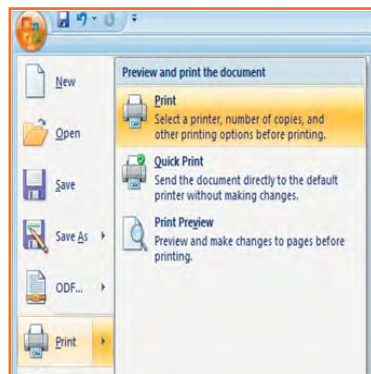 New
Open
Save
Save As
ODF...
Print
Preview and print the document
Print
Select a printer, number of copies, and
other printing options before printing.
Quick Print
Send the document directly to the default
printer without making changes.
Print Preview
Preview and make changes to pages before
printing.